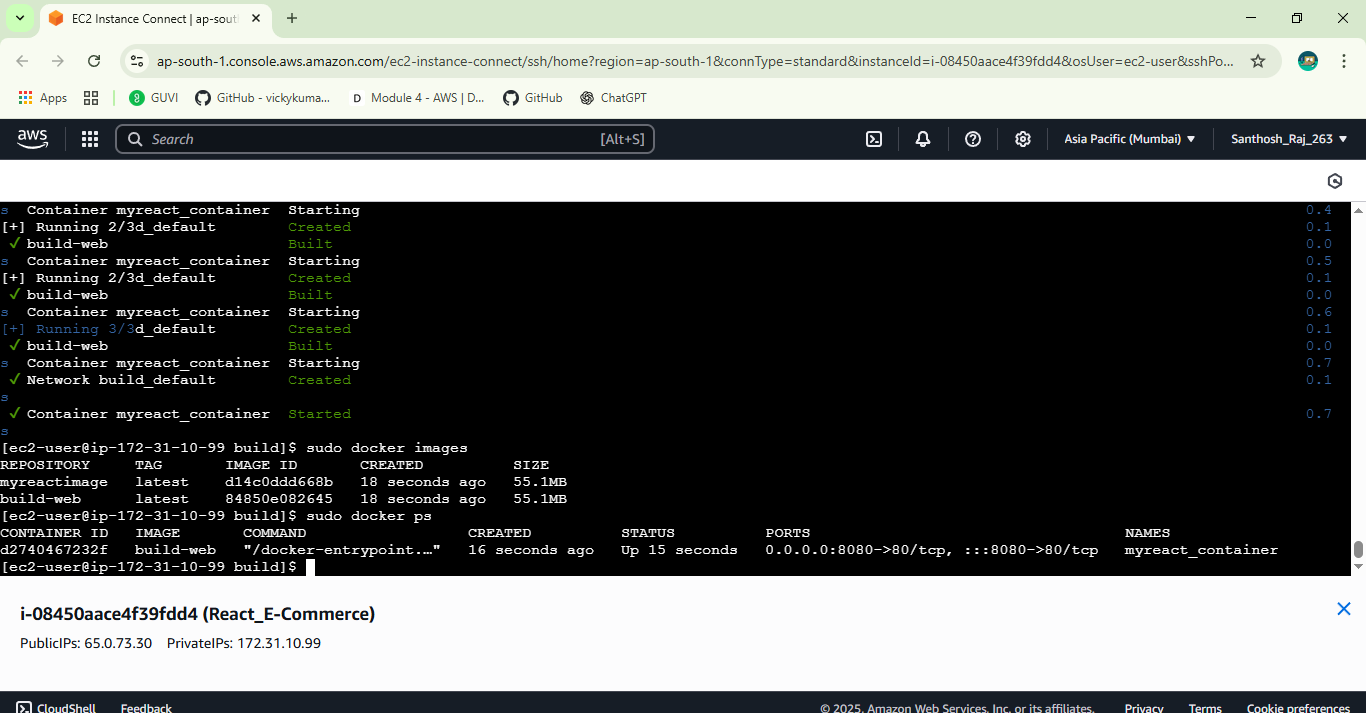 EC2 Instance Connect | ap-sout
ap-south-1.console.aws.amazon.com/ec2-instance-connect/ssh/home?region=ap-south-1&connType=standard&instanceId=i-08450aace4f39fdd4&osUser=ec2-user&sshPo...
Apps GUVI GitHub - vickykuma... D Module 4 - AWS | D... GitHub ChatGPT
aws Search [Alt+S] Asia Pacific (Mumbai) Santhosh_Raj_263
s Container myreact_container Starting 0.4
[+] Running 2/3d_default Created 0.1
✓ build-web Built 0.0
s Container myreact_container Starting 0.5
[+] Running 2/3d_default Created 0.1
✓ build-web Built 0.0
s Container myreact_container Starting 0.6
[+] Running 3/3d_default Created 0.1
✓ build-web Built 0.0
s Container myreact_container Starting 0.7
✓ Network build_default Created 0.1
s
✓ Container myreact_container Started 0.7
s
[ec2-user@ip-172-31-10-99 build]$ sudo docker images
REPOSITORY TAG IMAGE ID CREATED SIZE
myreactimage latest d14c0ddd668b 18 seconds ago 55.1MB
build-web latest 84850e082645 18 seconds ago 55.1MB
[ec2-user@ip-172-31-10-99 build]$ sudo docker ps
CONTAINER ID IMAGE COMMAND CREATED STATUS PORTS NAMES
d2740467232f build-web "/docker-entrypoint.…" 16 seconds ago Up 15 seconds 0.0.0.0:8080->80/tcp, :::8080->80/tcp myreact_container
[ec2-user@ip-172-31-10-99 build]$
i-08450aace4f39fdd4 (React_E-Commerce)
PublicIPs: 65.0.73.30 PrivateIPs: 172.31.10.99
CloudShell Feedback © 2025, Amazon Web Services, Inc. or its affiliates. Privacy Terms Cookie preferences